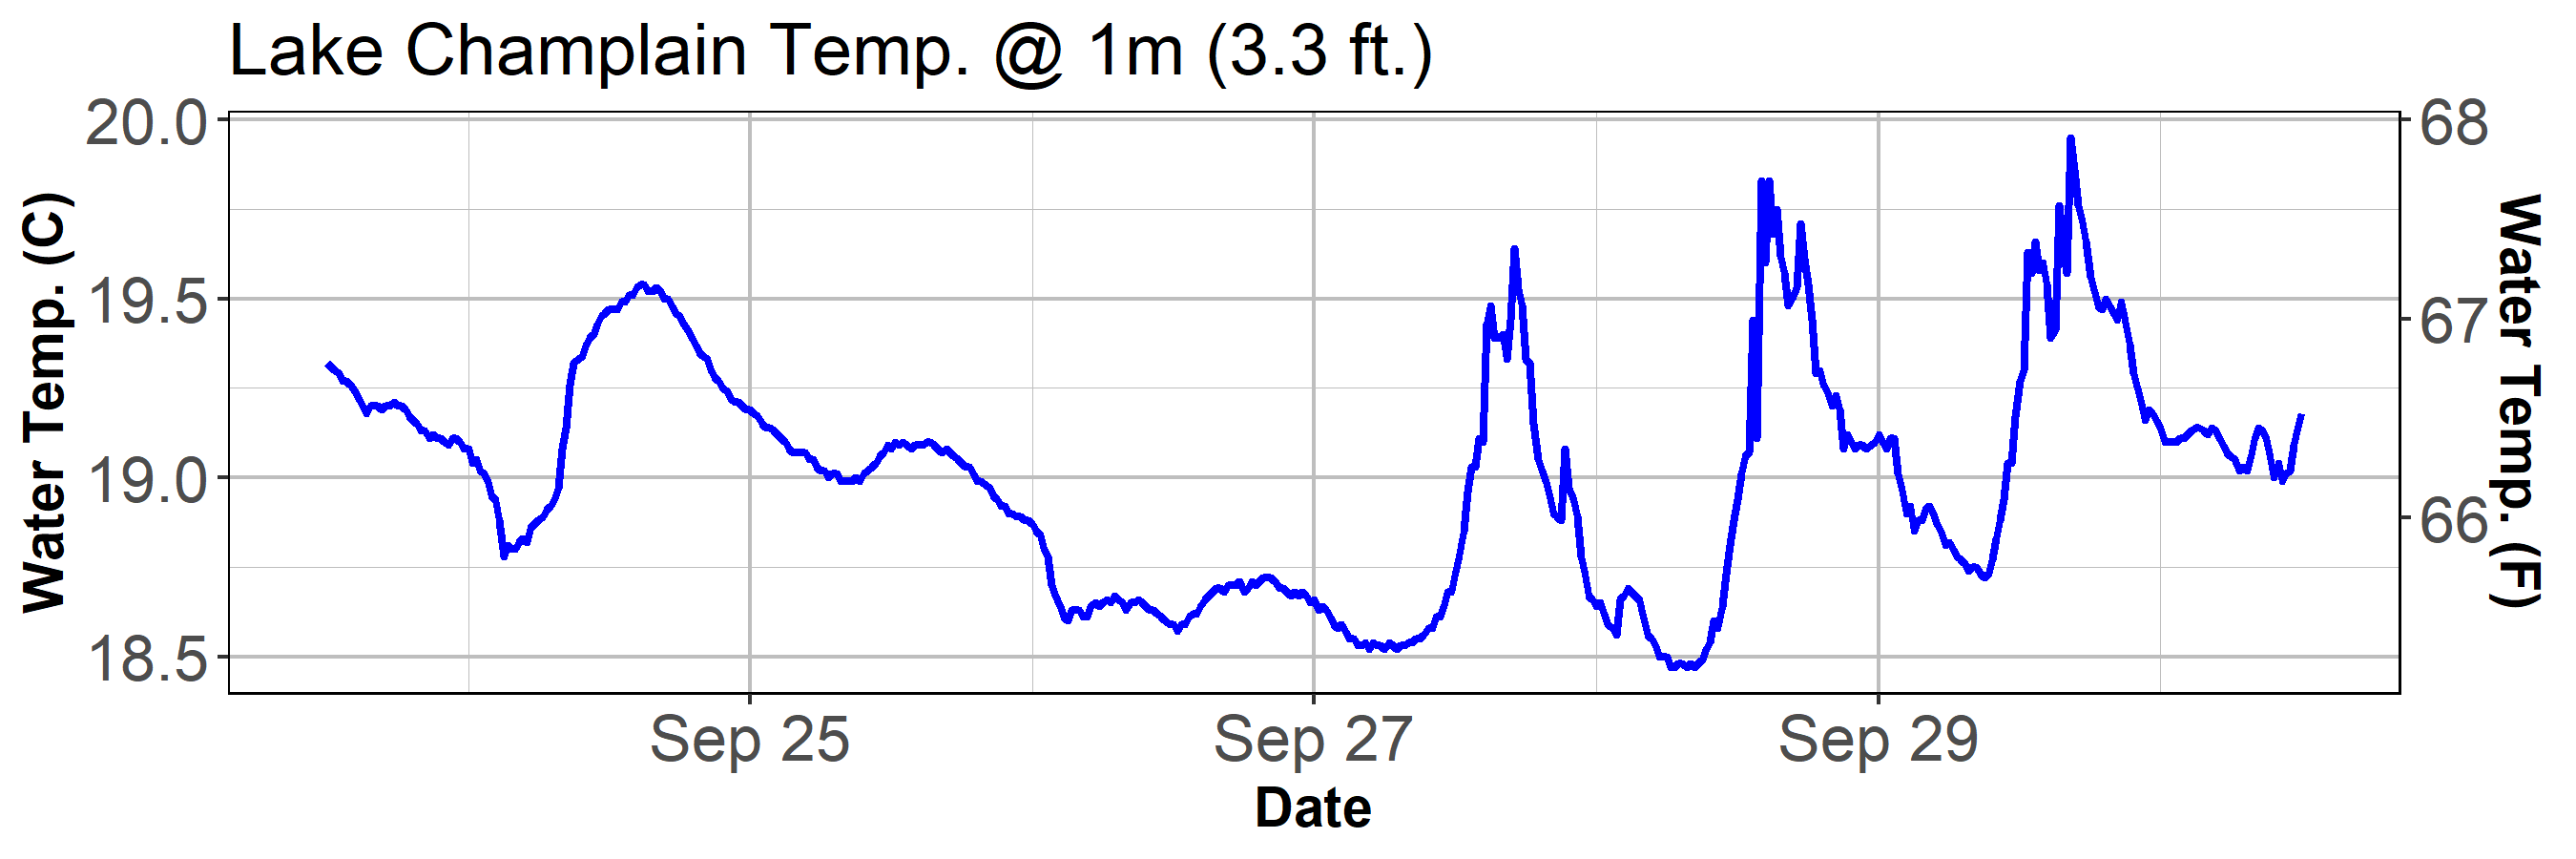 Lake Champlain Temp. @ 1m (3.3 ft.)
Water Temp. (C)
20.0
19.5
19.0
18.5
68
67
66
Water Temp. (F)
Sep 25
Sep 27
Sep 29
Date